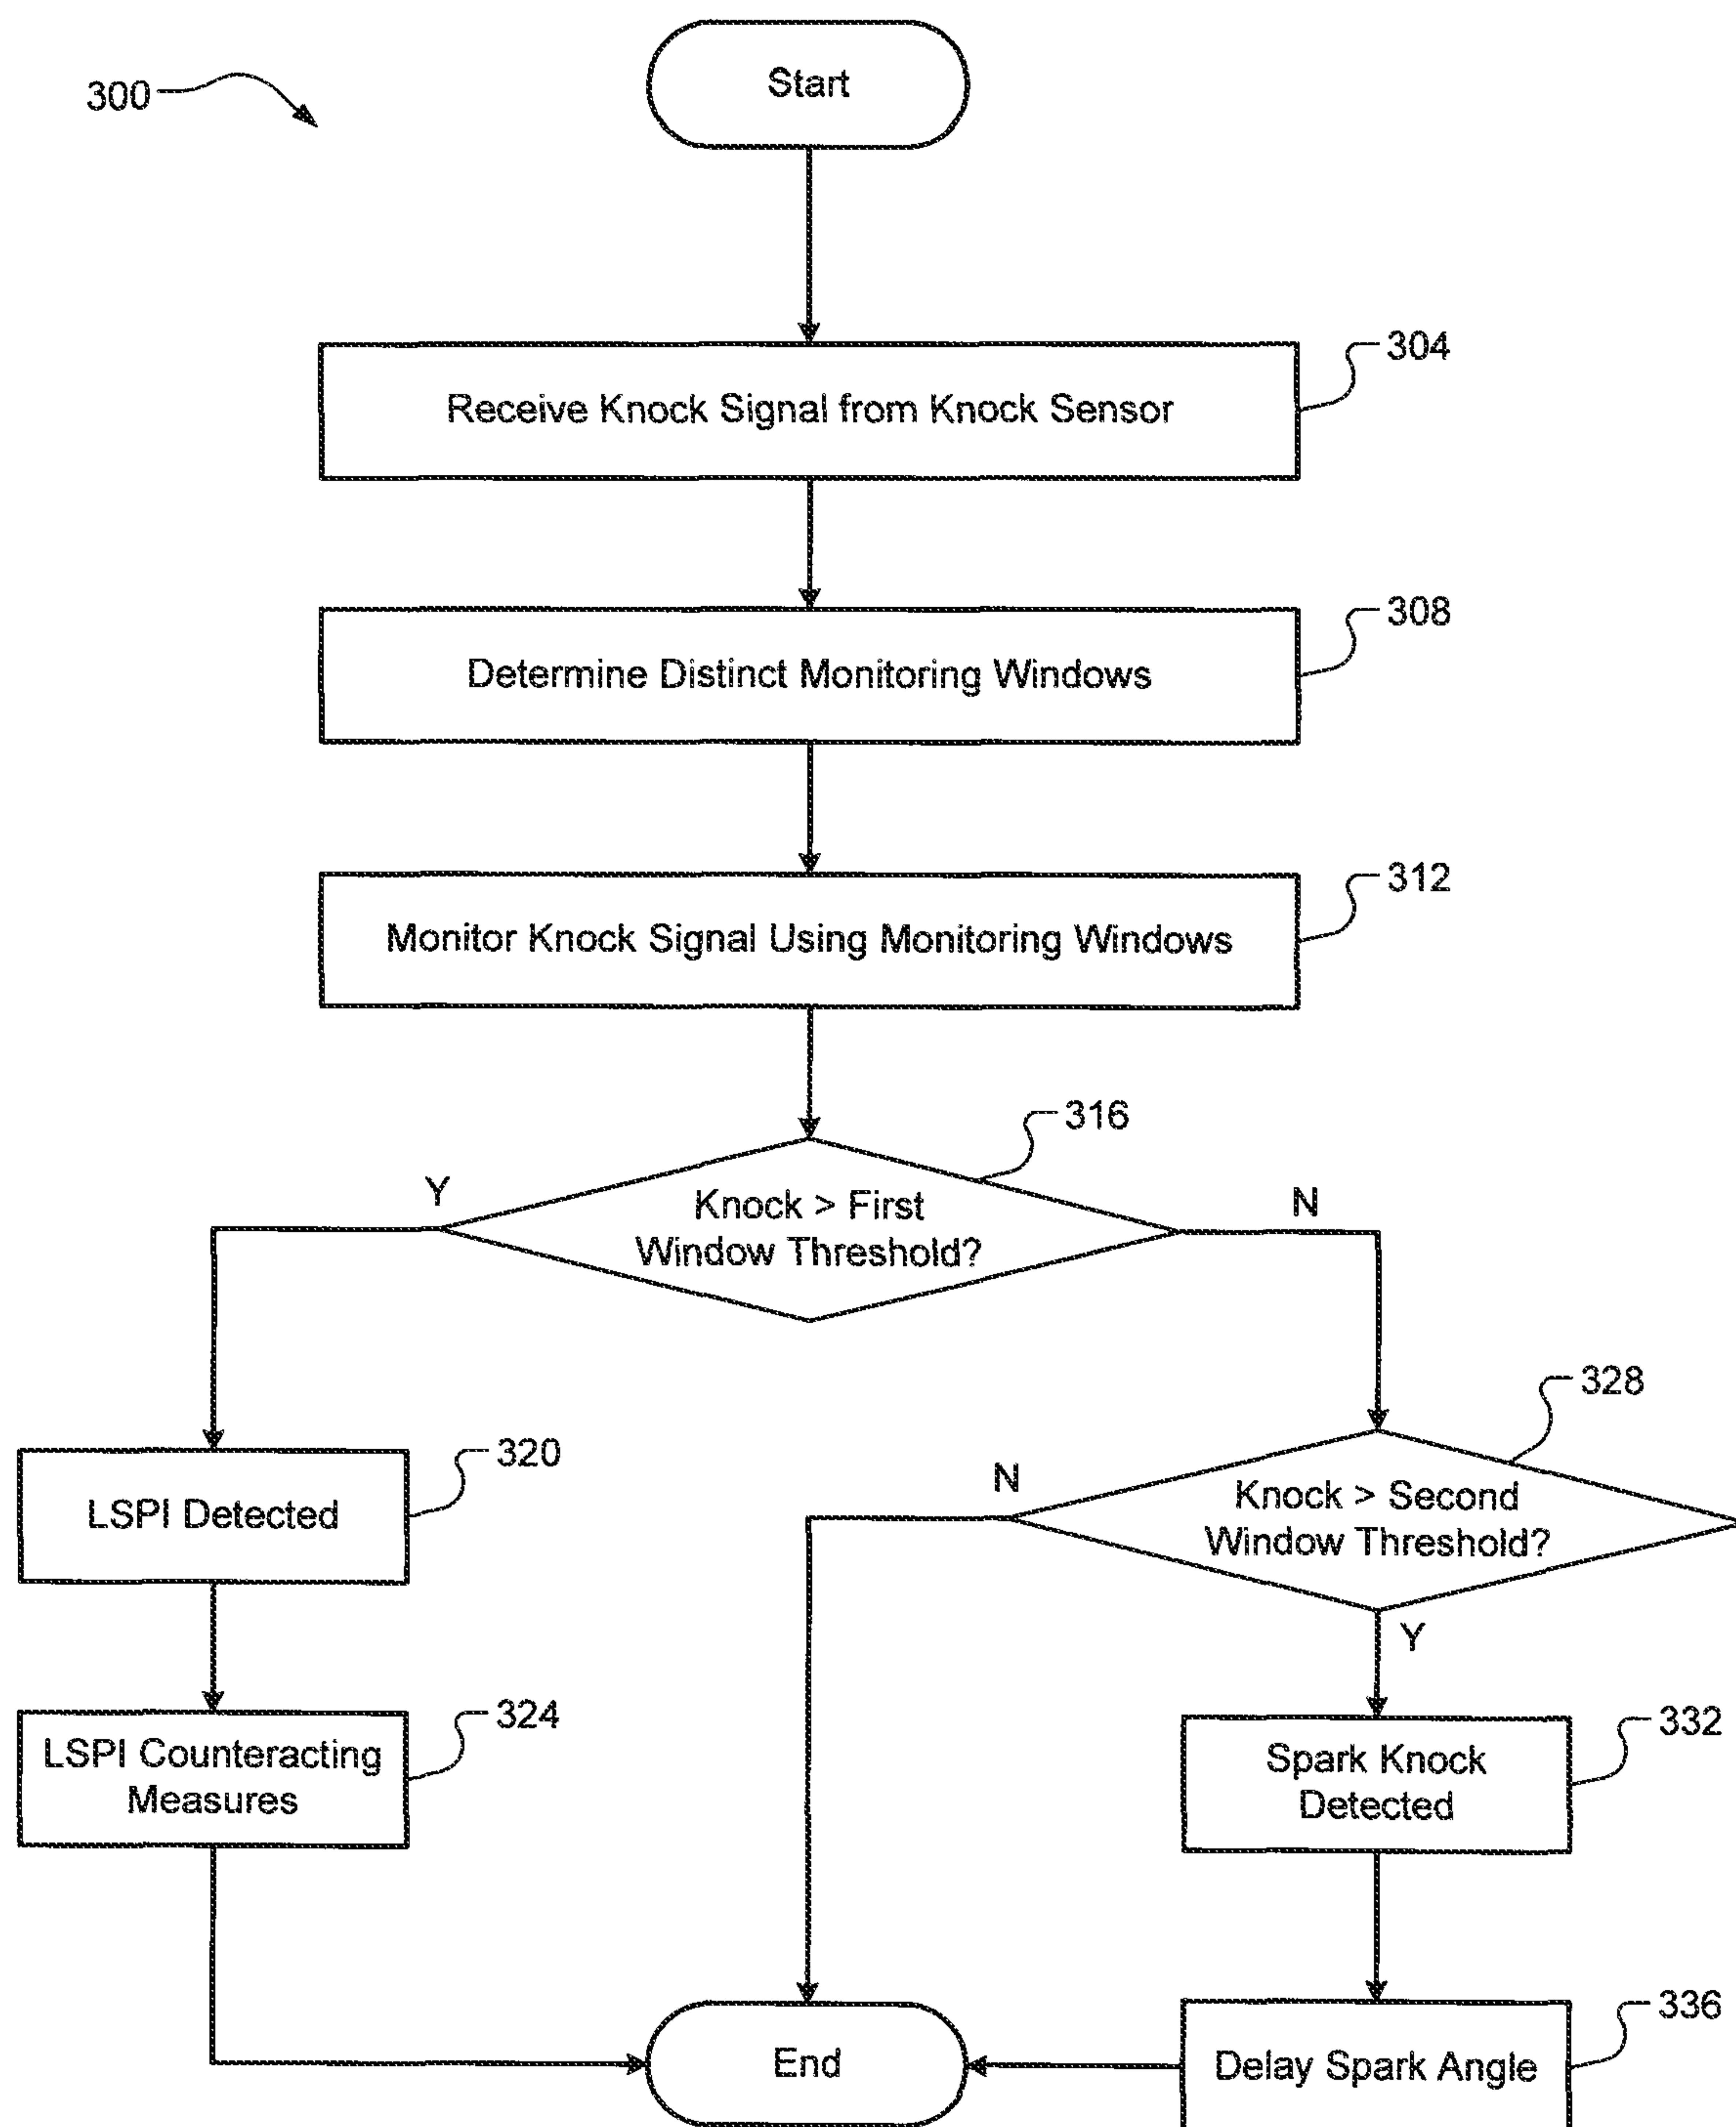 Start
300
304
Receive Knock Signal from Knock Sensor
308
Determine Distinct Monitoring Windows
312
Monitor Knock Signal Using Monitoring Windows
316
Y
Knock > First
Window Threshold?
N
328
320
LSPI Detected
N
Knock > Second
Window Threshold?
Y
324
LSPI Counteracting
Measures
332
Spark Knock
Detected
336
End
Delay Spark Angle